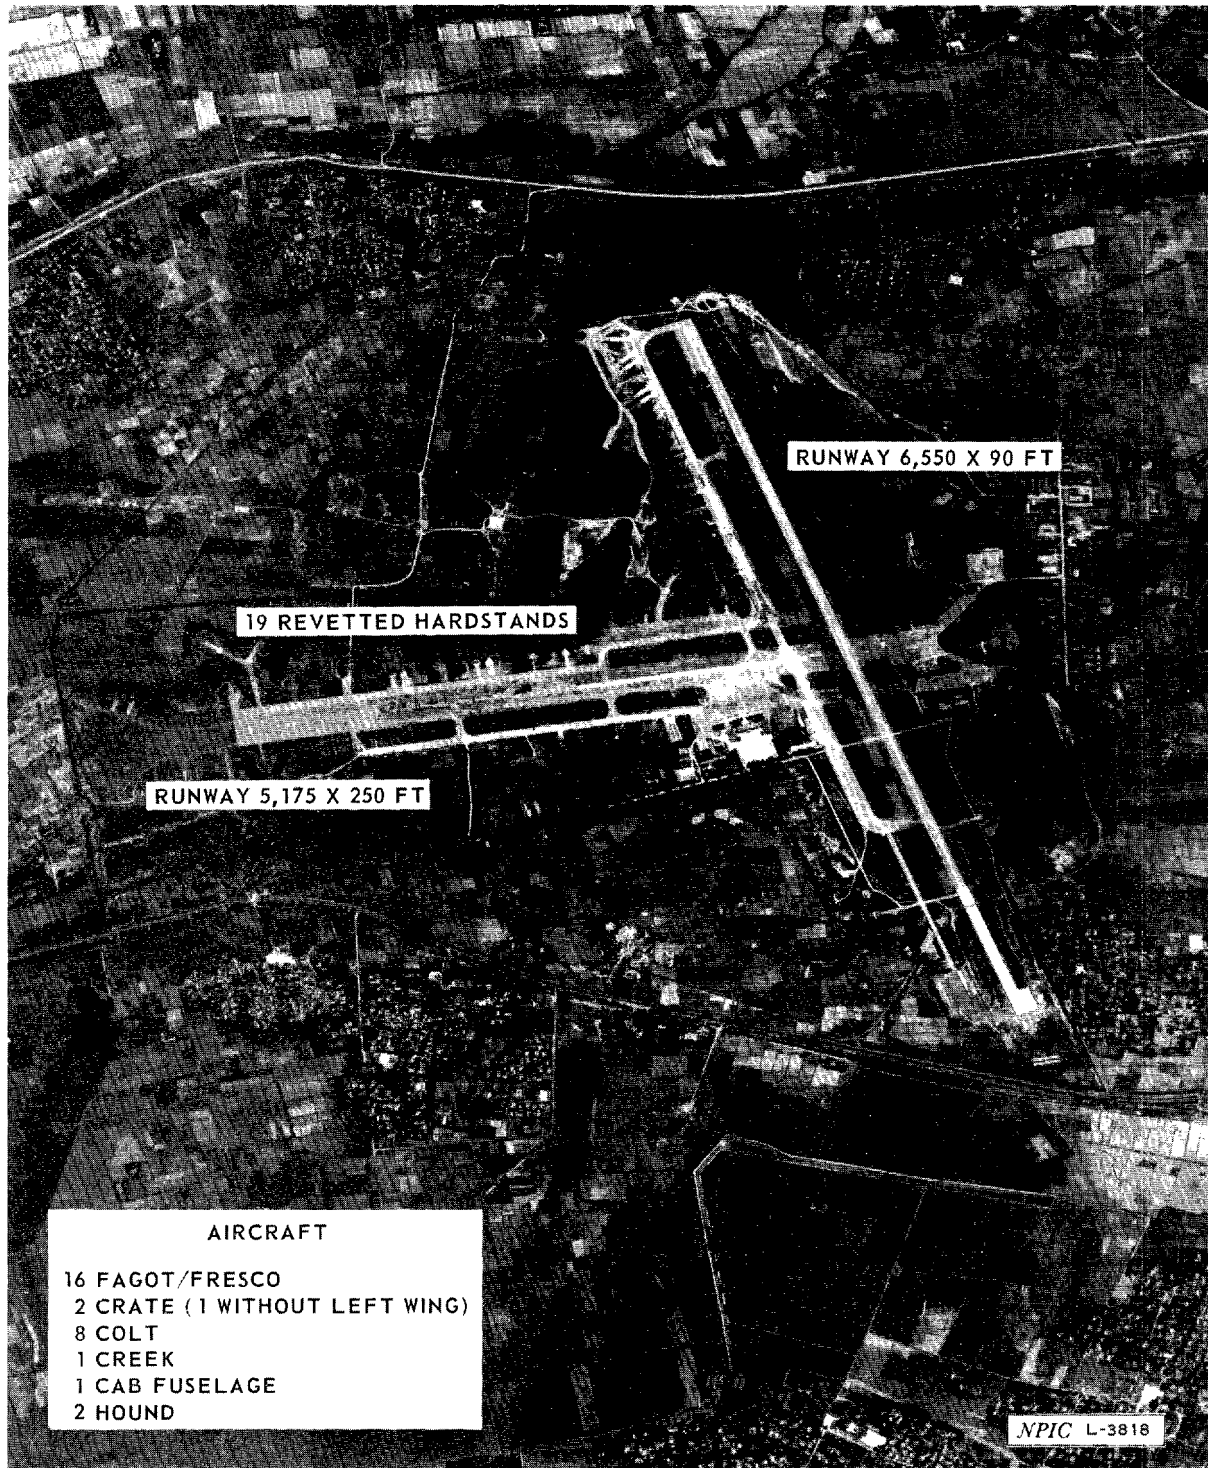 RUNWAY 6,550 X 90 FT
19 REVETTED HARDSTANDS
RUNWAY 5,175 X 250 FT
AIRCRAFT
16 FAGOT/FRESCO
2 CRATE (1 WITHOUT LEFT WING)
8 COLT
1 CREEK
1 CAB FUSELAGE
2 HOUND
NPIC L-3818